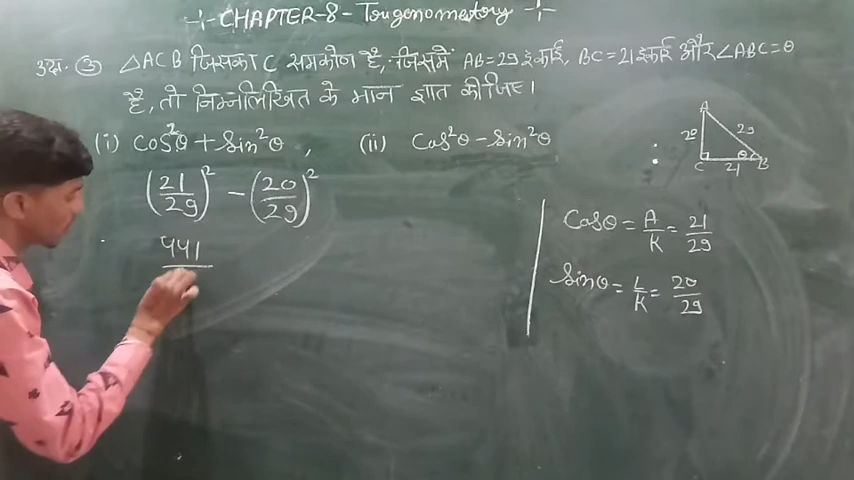 -:- CHAPTER-8 - Trigonometry -:-
उदा. ③ △ACB जिसका C समकोण है, जिसमें AB=29 इकाई, BC=21 इकाई और ∠ABC=θ
है, तो निम्नलिखित के मान ज्ञात कीजिए।
(i) Cos²θ + Sin²θ , (ii) Cos²θ - Sin²θ
(21/29)² - (20/29)²
441
A
20 29
C 21 θ B
Cosθ = A/K = 21/29
Sinθ = L/K = 20/29